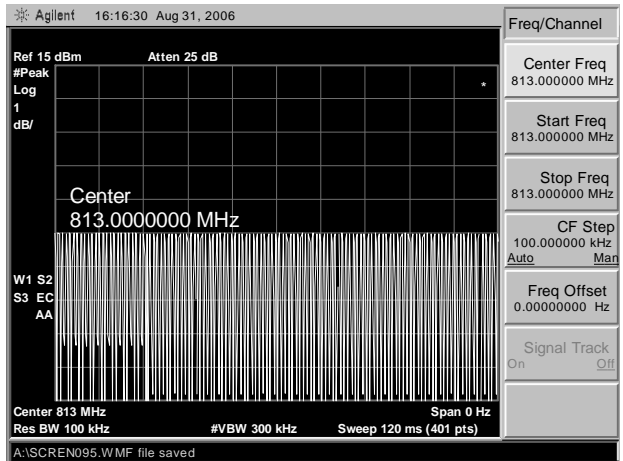 Agilent 16:16:30 Aug 31, 2006
Freq/Channel
Ref 15 dBm Atten 25 dB
#Peak
Log
1
dB/
*
Center
813.0000000 MHz
W1 S2
S3 EC
AA
Center 813 MHz Span 0 Hz
Res BW 100 kHz #VBW 300 kHz Sweep 120 ms (401 pts)
A:\SCREN095.WMF file saved
Center Freq
813.000000 MHz
Start Freq
813.000000 MHz
Stop Freq
813.000000 MHz
CF Step
100.000000 kHz
Auto Man
Freq Offset
0.00000000 Hz
Signal Track
On Off